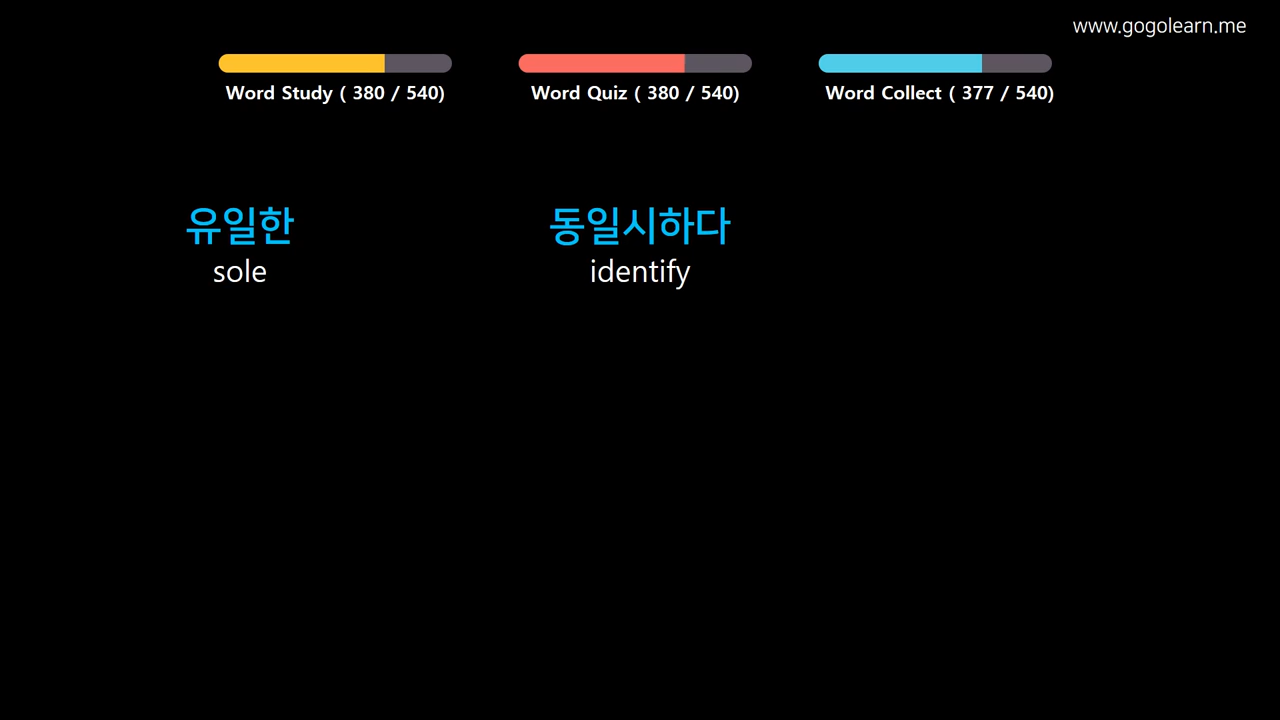 www.gogolearn.me
Word Study ( 380 / 540)
Word Quiz ( 380 / 540)
Word Collect ( 377 / 540)
유일한
sole
동일시하다
identify